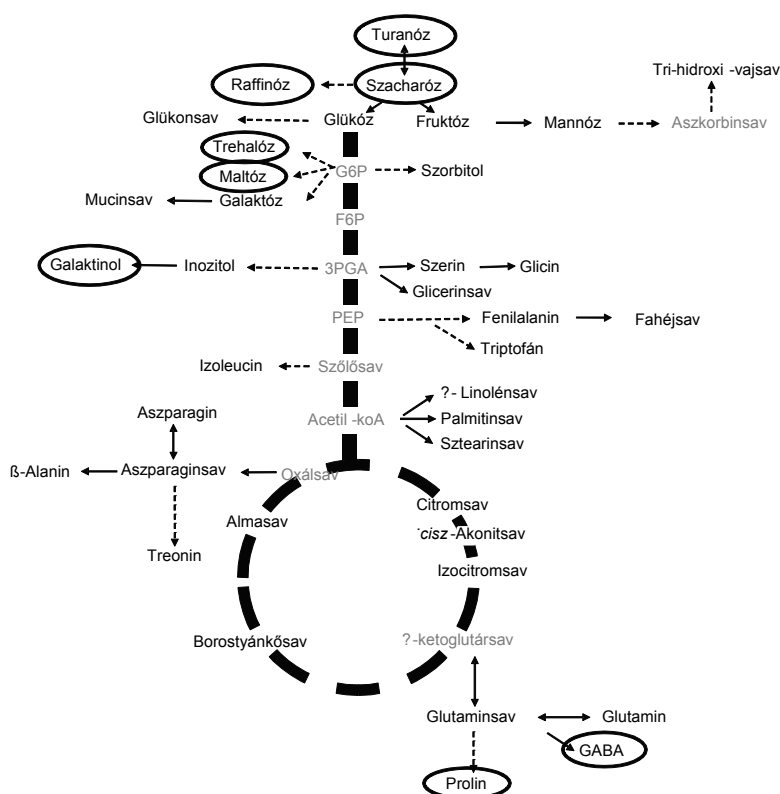 Turanóz
Tri-hidroxi -vajsav
Raffinóz
Szacharóz
Glükonsav
Glükóz
Fruktóz
Mannóz
Aszkorbinsav
Trehalóz
Maltóz
G6P
Szorbitol
Mucinsav
Galaktóz
F6P
Galaktinol
Inozitol
3PGA
Szerin
Glicin
Glicerinsav
PEP
Fenilalanin
Fahéjsav
Triptofán
Izoleucin
Szőlősav
?- Linolénsav
Acetil -koA
Palmitinsav
Sztearinsav
Aszparagin
ß-Alanin
Aszparaginsav
Oxálsav
Citromsav
Almasav
cisz-Akonitsav
Treonin
Izocitromsav
Borostyánkősav
?-ketoglutársav
Glutaminsav
Glutamin
GABA
Prolin